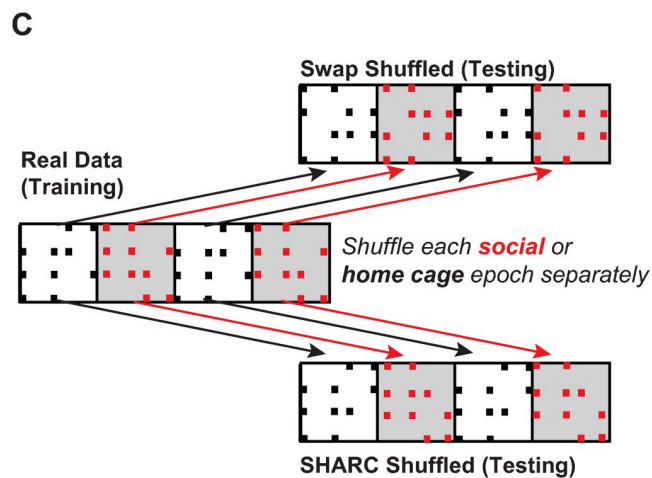 C
Swap Shuffled (Testing)
Real Data
(Training)
Shuffle each social or
home cage epoch separately
SHARC Shuffled (Testing)